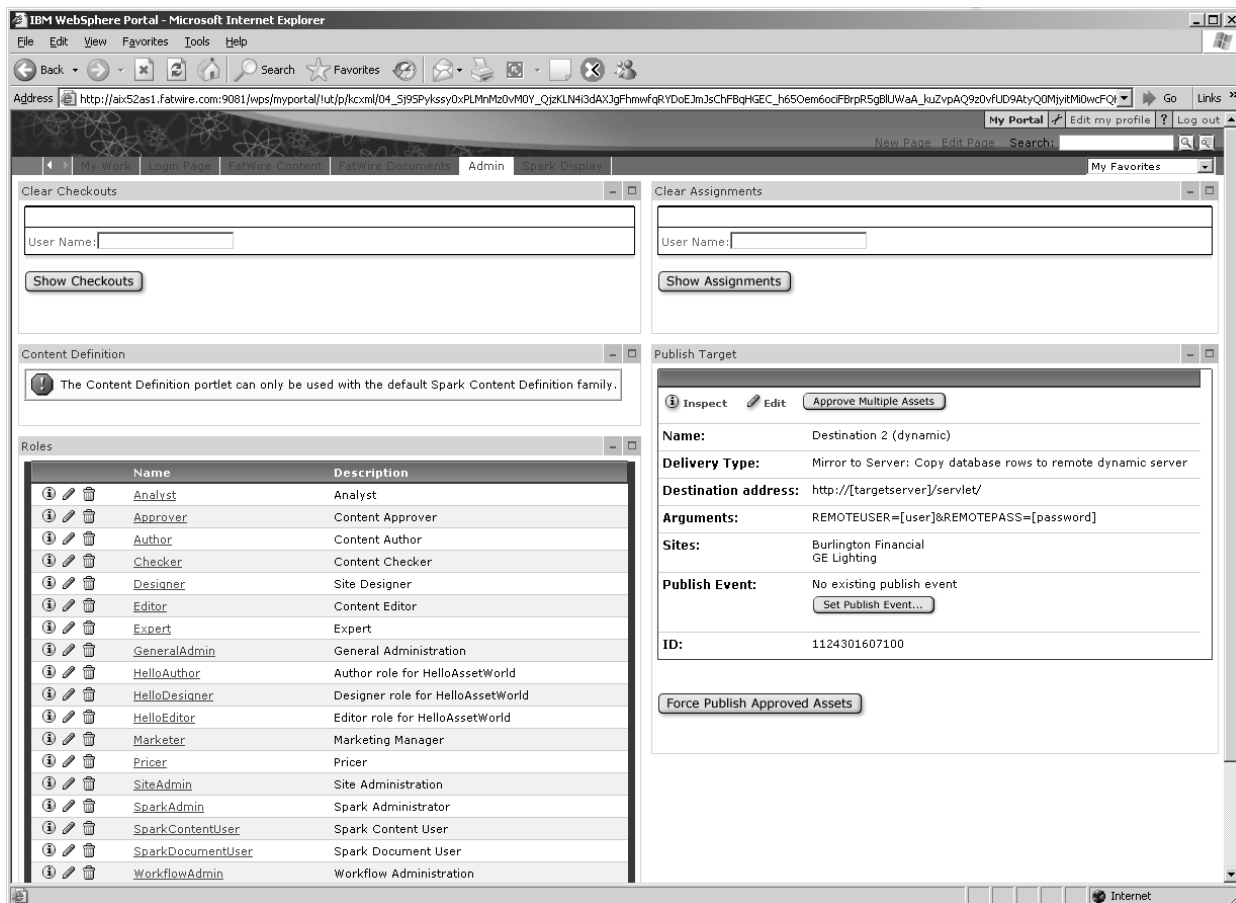 IBM WebSphere Portal - Microsoft Internet Explorer
File Edit View Favorites Tools Help
Back Search Favorites
Address Go Links
My Portal Edit my profile ? Log out
New Page Edit Page Search:
My Work Login Page FatWire Content FatWire Documents Admin Spark Display My Favorites
Clear Checkouts
User Name:
Show Checkouts
Clear Assignments
User Name:
Show Assignments
Content Definition
The Content Definition portlet can only be used with the default Spark Content Definition family.
Roles
Name Description
Analyst Analyst
Approver Content Approver
Author Content Author
Checker Content Checker
Designer Site Designer
Editor Content Editor
Expert Expert
GeneralAdmin General Administration
HelloAuthor Author role for HelloAssetWorld
HelloDesigner Designer role for HelloAssetWorld
HelloEditor Editor role for HelloAssetWorld
Marketer Marketing Manager
Pricer Pricer
SiteAdmin Site Administration
SparkAdmin Spark Administrator
SparkContentUser Spark Content User
SparkDocumentUser Spark Document User
WorkflowAdmin Workflow Administration
Publish Target
Inspect Edit Approve Multiple Assets
Name: Destination 2 (dynamic)
Delivery Type: Mirror to Server: Copy database rows to remote dynamic server
Destination address: http://[targetserver]/servlet/
Arguments: REMOTEUSER=[user]&REMOTEPASS=[password]
Sites: Burlington Financial
GE Lighting
Publish Event: No existing publish event
Set Publish Event...
ID: 1124301607100
Force Publish Approved Assets
Internet